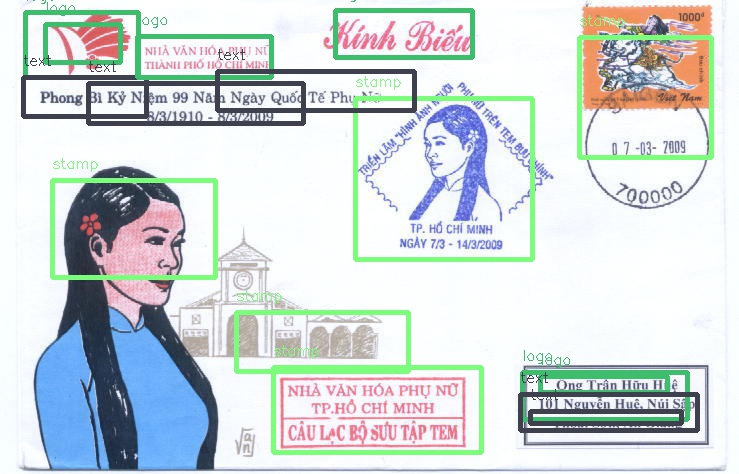 logo
logo
stamp
text
text
text
NHÀ VĂN HÓA PHỤ NỮ
THÀNH PHỐ HỒ CHÍ MINH
Kính Biếu
1000đ
Việt Nam
Phong Bì Kỷ Niệm 99 Năm Ngày Quốc Tế Phụ Nữ
8/3/1910 - 8/3/2009
stamp
TRIỂN LÃM "HÌNH ẢNH NGƯỜI PHỤ NỮ TRÊN TEM BƯU CHÍNH"
TP. HỒ CHÍ MINH
NGÀY 7/3 - 14/3/2009
07-03-2009
700000
stamp
stamp
stamp
NHÀ VĂN HÓA PHỤ NỮ
TP.HỒ CHÍ MINH
CÂU LẠC BỘ SƯU TẬP TEM
logo
logo
text
text
Ông Trần Hữu Huệ
101 Nguyễn Huệ, Núi Sập